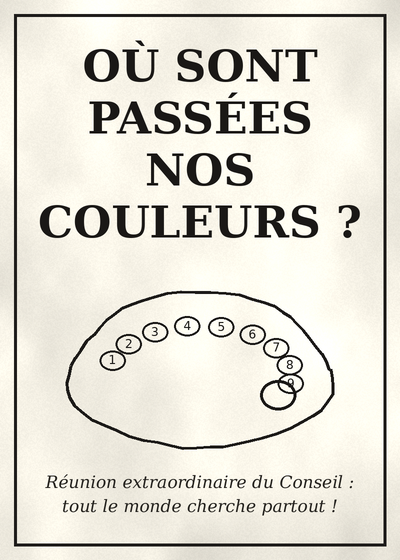 OÙ SONT
PASSÉES
NOS
COULEURS ?
1
2
3
4
5
6
7
8
9
Réunion extraordinaire du Conseil :
tout le monde cherche partout !